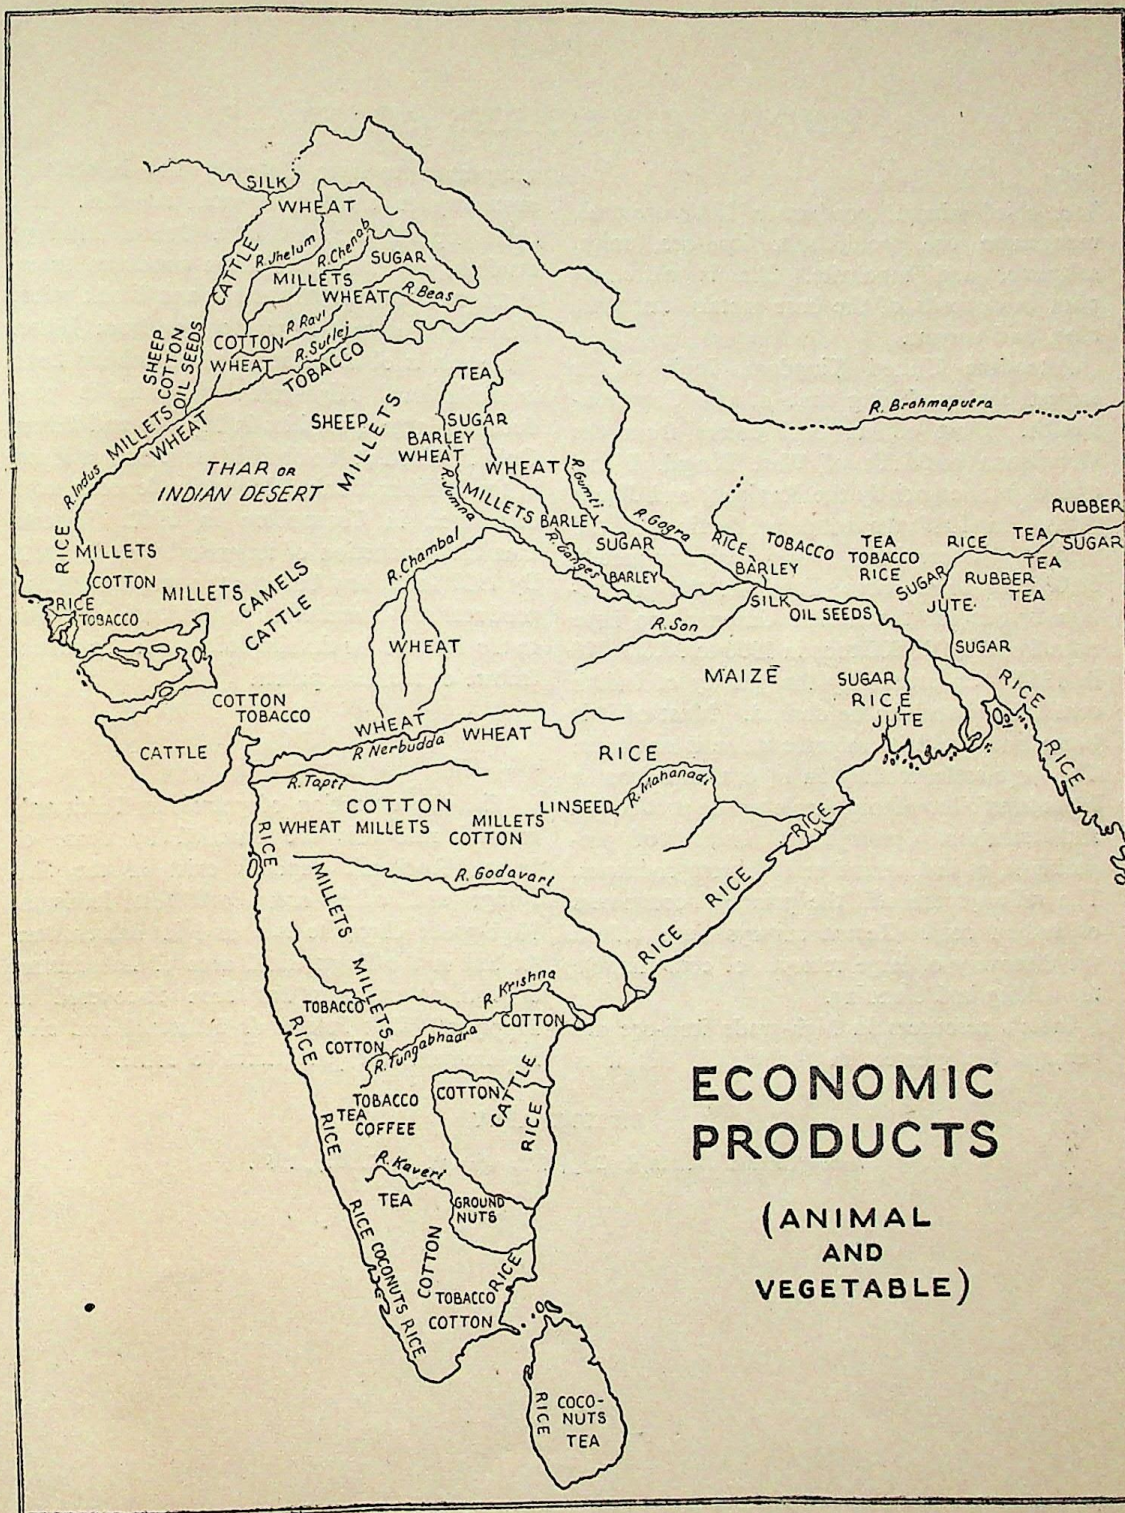 SILK
WHEAT
R. Jhelum
R. Chenab
SUGAR
CATTLE
MILLETS
WHEAT
R. Beas
R. Ravi
COTTON
R. Sutlej
SHEEP
COTTON
OIL SEEDS
WHEAT
TOBACCO
TEA
MILLETS
WHEAT
SHEEP
MILLETS
SUGAR
BARLEY
WHEAT
R. Brahmaputra
THAR OR
INDIAN DESERT
R. Indus
R. Jumna
WHEAT
R. Gumti
MILLETS
BARLEY
R. Gogra
RICE
MILLETS
COTTON
MILLETS
CAMELS
CATTLE
R. Chambal
R. Ganges
SUGAR
BARLEY
RICE
BARLEY
TOBACCO
TEA
TOBACCO
RICE
RICE
TEA
RUBBER
SUGAR
TEA
SUGAR
RUBBER
TEA
JUTE
RICE
TOBACCO
SILK
OIL SEEDS
R. Son
WHEAT
SUGAR
MAIZE
SUGAR
RICE
JUTE
RICE
COTTON
TOBACCO
WHEAT
WHEAT
R Nerbudda
CATTLE
RICE
RICE
R. Tapti
R. Mahanadi
COTTON
LINSEED
WHEAT
MILLETS
MILLETS
COTTON
RICE
RICE
R. Godavari
RICE
MILLETS
RICE
MILLETS
R. Krishna
TOBACCO
COTTON
RICE
COTTON
R. Tungabhaara
CATTLE
COTTON
TOBACCO
TEA
COFFEE
RICE
RICE
R. Kaveri
TEA
GROUND
NUTS
RICE
COCONUTS
RICE
COTTON
RICE
TOBACCO
COTTON
RICE
COCO-
NUTS
TEA
ECONOMIC
PRODUCTS
(ANIMAL
AND
VEGETABLE)